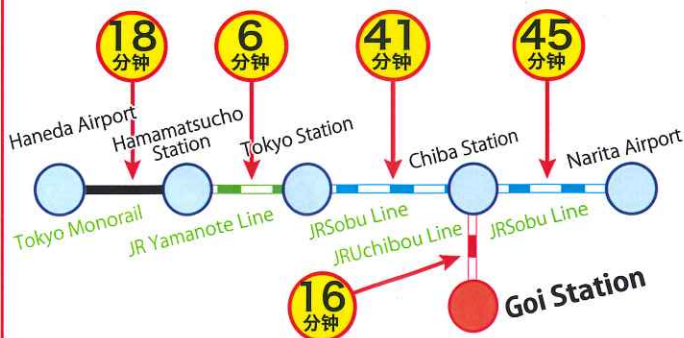 18
分钟
6
分钟
41
分钟
45
分钟
Haneda Airport
Hamamatsucho
Station
Tokyo Station
Chiba Station
Narita Airport
Tokyo Monorail
JR Yamanote Line
JRSobu Line
JRUchibou Line
JRSobu Line
16
分钟
Goi Station